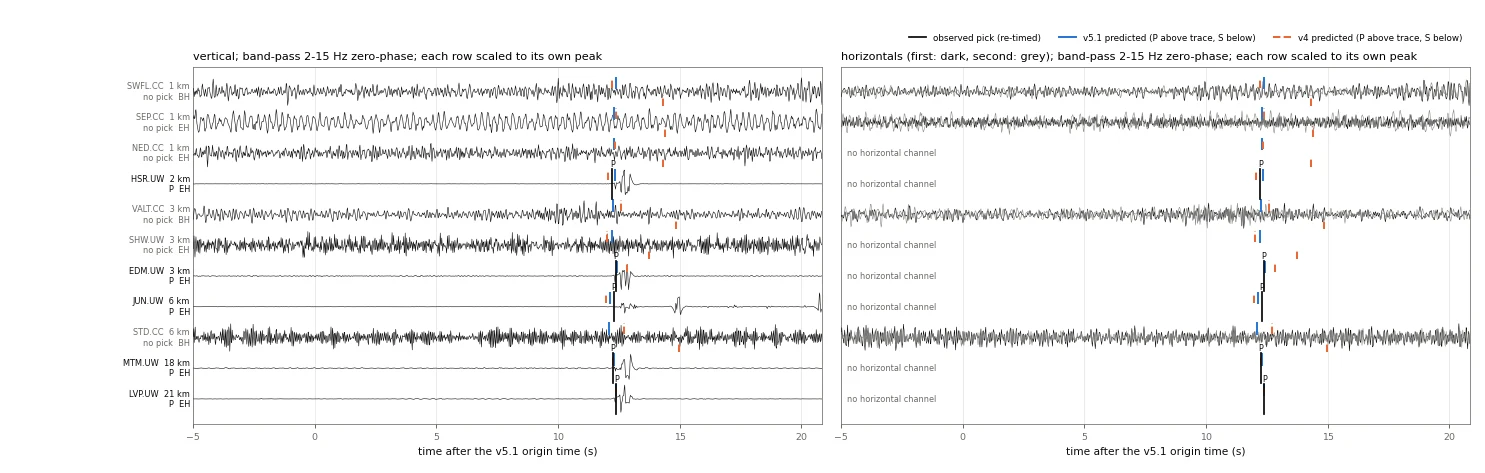 observed pick (re-timed)  v5.1 predicted (P above trace, S below)  v4 predicted (P above trace, S below)
vertical; band-pass 2-15 Hz zero-phase; each row scaled to its own peak
SWFL.CC 1 km
no pick BH
SEP.CC 1 km
no pick EH
NED.CC 1 km
no pick EH
P
HSR.UW 2 km
P EH
VALT.CC 3 km
no pick BH
SHW.UW 3 km
no pick EH
P
EDM.UW 3 km
P EH
P
JUN.UW 6 km
P EH
STD.CC 6 km
no pick BH
P
MTM.UW 18 km
P EH
P
LVP.UW 21 km
P EH
−5 0 5 10 15 20
time after the v5.1 origin time (s)
horizontals (first: dark, second: grey); band-pass 2-15 Hz zero-phase; each row scaled to its own peak
no horizontal channel
P
no horizontal channel
no horizontal channel
P
no horizontal channel
P
no horizontal channel
P
no horizontal channel
P
no horizontal channel
−5 0 5 10 15 20
time after the v5.1 origin time (s)